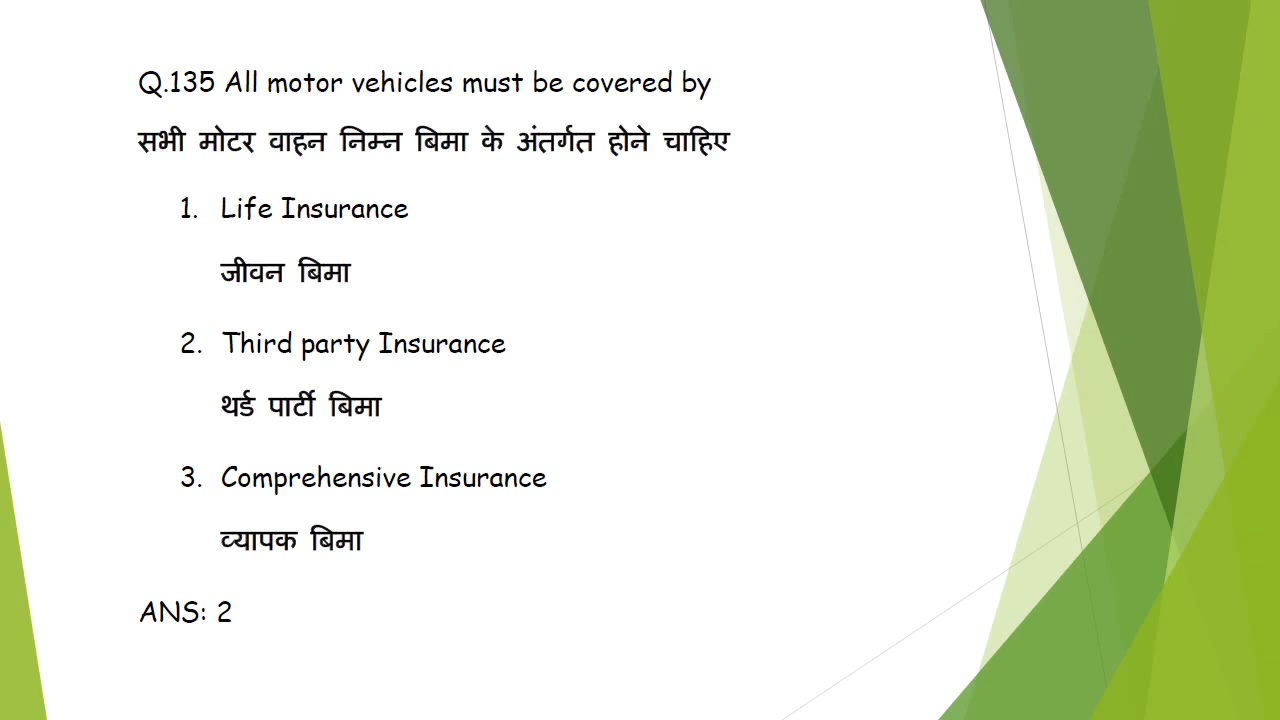 Q.135 All motor vehicles must be covered by
सभी मोटर वाहन निम्न बिमा के अंतर्गत होने चाहिए
1. Life Insurance
जीवन बिमा
2. Third party Insurance
थर्ड पार्टी बिमा
3. Comprehensive Insurance
व्यापक बिमा
ANS: 2